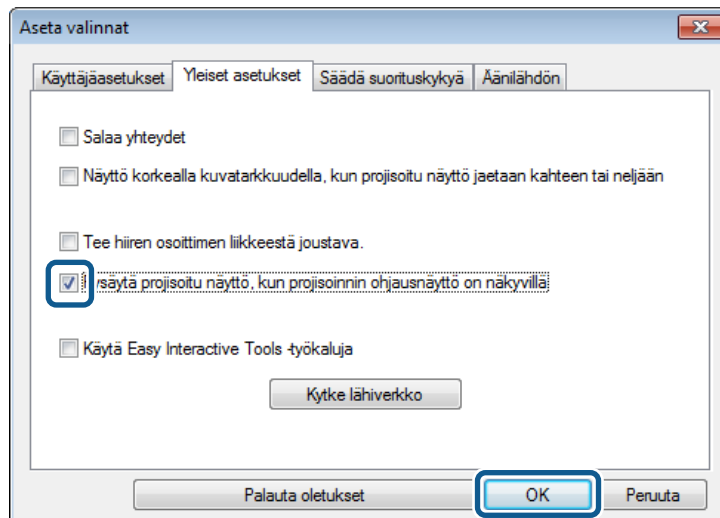 Aseta valinnat
Käyttäjäasetukset Yleiset asetukset Säädä suorituskykyä Äänilähdön
Salaa yhteydet
Näyttö korkealla kuvatarkkuudella, kun projisoitu näyttö jaetaan kahteen tai neljään
Tee hiiren osoittimen liikkeestä joustava.
projisoitu näyttö, kun projisoinnin ohjausnäyttö on näkyvillä
Käytä Easy Interactive Tools -työkaluja
Kytke lähiverkko
Palauta oletukset OK Peruuta